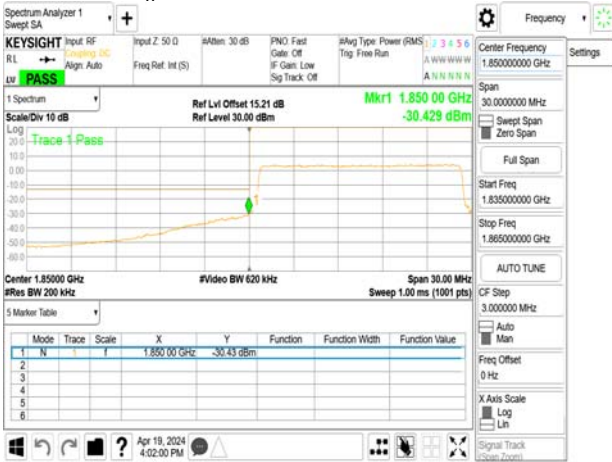 Spectrum Analyzer 1
Swept SA
Frequency
Settings
KEYSIGHT
Input: RF
Coupling: DC
Align: Auto
Input Z: 50 Ω
Freq Ref: Int (S)
#Atten: 30 dB
PNO: Fast
Gate: Off
IF Gain: Low
Sig Track: Off
#Avg Type: Power (RMS
Trig: Free Run
1 2 3 4 5 6
A WW WW W
A N N N N N
RL
LW PASS
1 Spectrum
Scale/Div 10 dB
Ref Lvl Offset 15.21 dB
Ref Level 30.00 dBm
Mkr1 1.850 00 GHz
-30.429 dBm
Log
Trace 1 Pass
20.0
10.0
0.00
-10.0
-20.0
-30.0
-40.0
-50.0
-60.0
1
Center 1.85000 GHz
#Res BW 200 kHz
#Video BW 620 kHz
Span 30.00 MHz
Sweep 1.00 ms (1001 pts)
5 Marker Table
Mode Trace Scale X Y Function Function Width Function Value
1 N 1 f 1.850 00 GHz -30.43 dBm
2
3
4
5
6
Apr 19, 2024
4:02:00 PM
Center Frequency
1.850000000 GHz
Span
30.0000000 MHz
Swept Span
Zero Span
Full Span
Start Freq
1.835000000 GHz
Stop Freq
1.865000000 GHz
AUTO TUNE
CF Step
3.000000 MHz
Auto
Man
Freq Offset
0 Hz
X Axis Scale
Log
Lin
Signal Track
(Span Zoom)